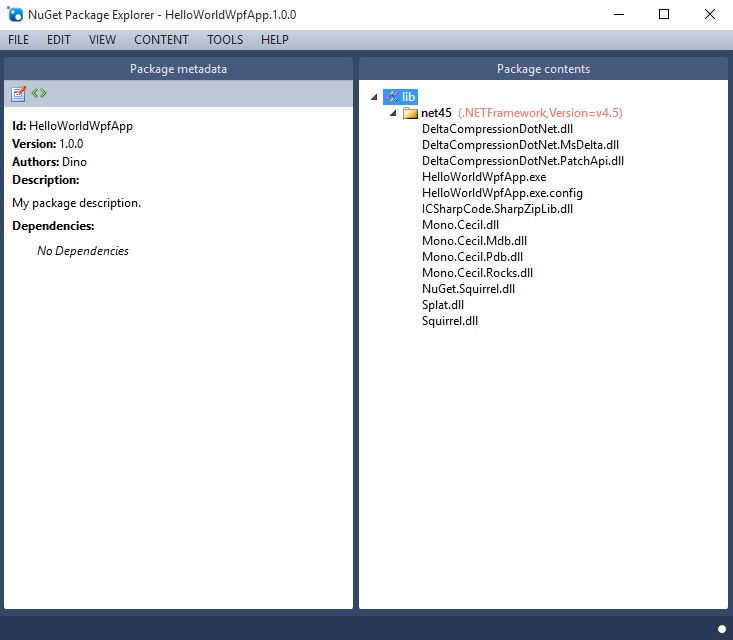 NuGet Package Explorer - HelloWorldWpfApp.1.0.0
FILE EDIT VIEW CONTENT TOOLS HELP
Package metadata
Id: HelloWorldWpfApp
Version: 1.0.0
Authors: Dino
Description:
My package description.
Dependencies:
No Dependencies
Package contents
lib
net45 (.NETFramework,Version=v4.5)
DeltaCompressionDotNet.dll
DeltaCompressionDotNet.MsDelta.dll
DeltaCompressionDotNet.PatchApi.dll
HelloWorldWpfApp.exe
HelloWorldWpfApp.exe.config
ICSharpCode.SharpZipLib.dll
Mono.Cecil.dll
Mono.Cecil.Mdb.dll
Mono.Cecil.Pdb.dll
Mono.Cecil.Rocks.dll
NuGet.Squirrel.dll
Splat.dll
Squirrel.dll